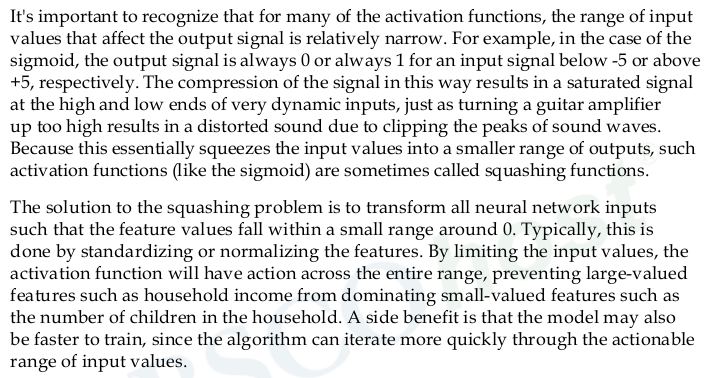 It's important to recognize that for many of the activation functions, the range of input
values that affect the output signal is relatively narrow. For example, in the case of the
sigmoid, the output signal is always 0 or always 1 for an input signal below -5 or above
+5, respectively. The compression of the signal in this way results in a saturated signal
at the high and low ends of very dynamic inputs, just as turning a guitar amplifier
up too high results in a distorted sound due to clipping the peaks of sound waves.
Because this essentially squeezes the input values into a smaller range of outputs, such
activation functions (like the sigmoid) are sometimes called squashing functions.
The solution to the squashing problem is to transform all neural network inputs
such that the feature values fall within a small range around 0. Typically, this is
done by standardizing or normalizing the features. By limiting the input values, the
activation function will have action across the entire range, preventing large-valued
features such as household income from dominating small-valued features such as
the number of children in the household. A side benefit is that the model may also
be faster to train, since the algorithm can iterate more quickly through the actionable
range of input values.